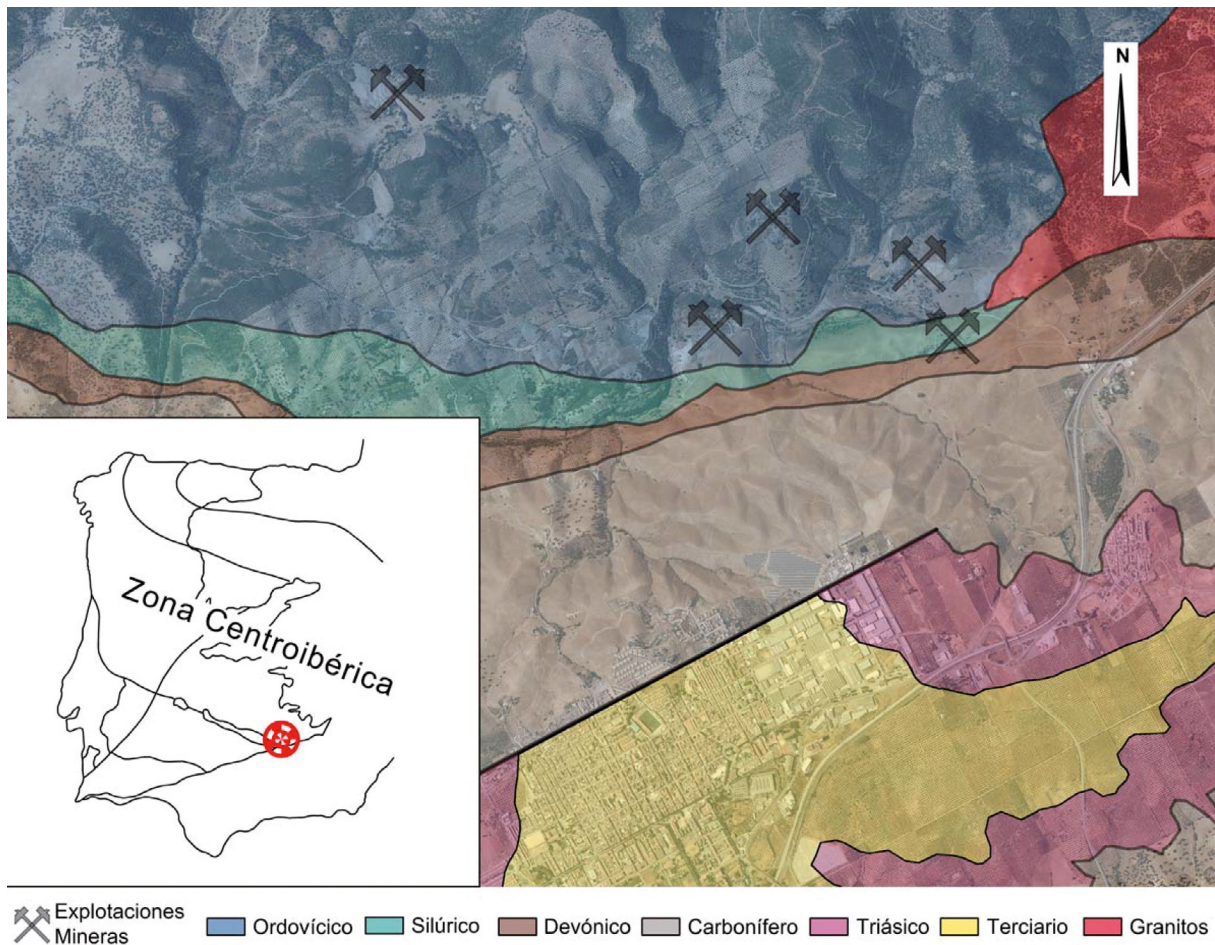 N
Zona Centroibérica
Explotaciones
Mineras
Ordovícico
Silúrico
Devónico
Carbonífero
Triásico
Terciario
Granitos